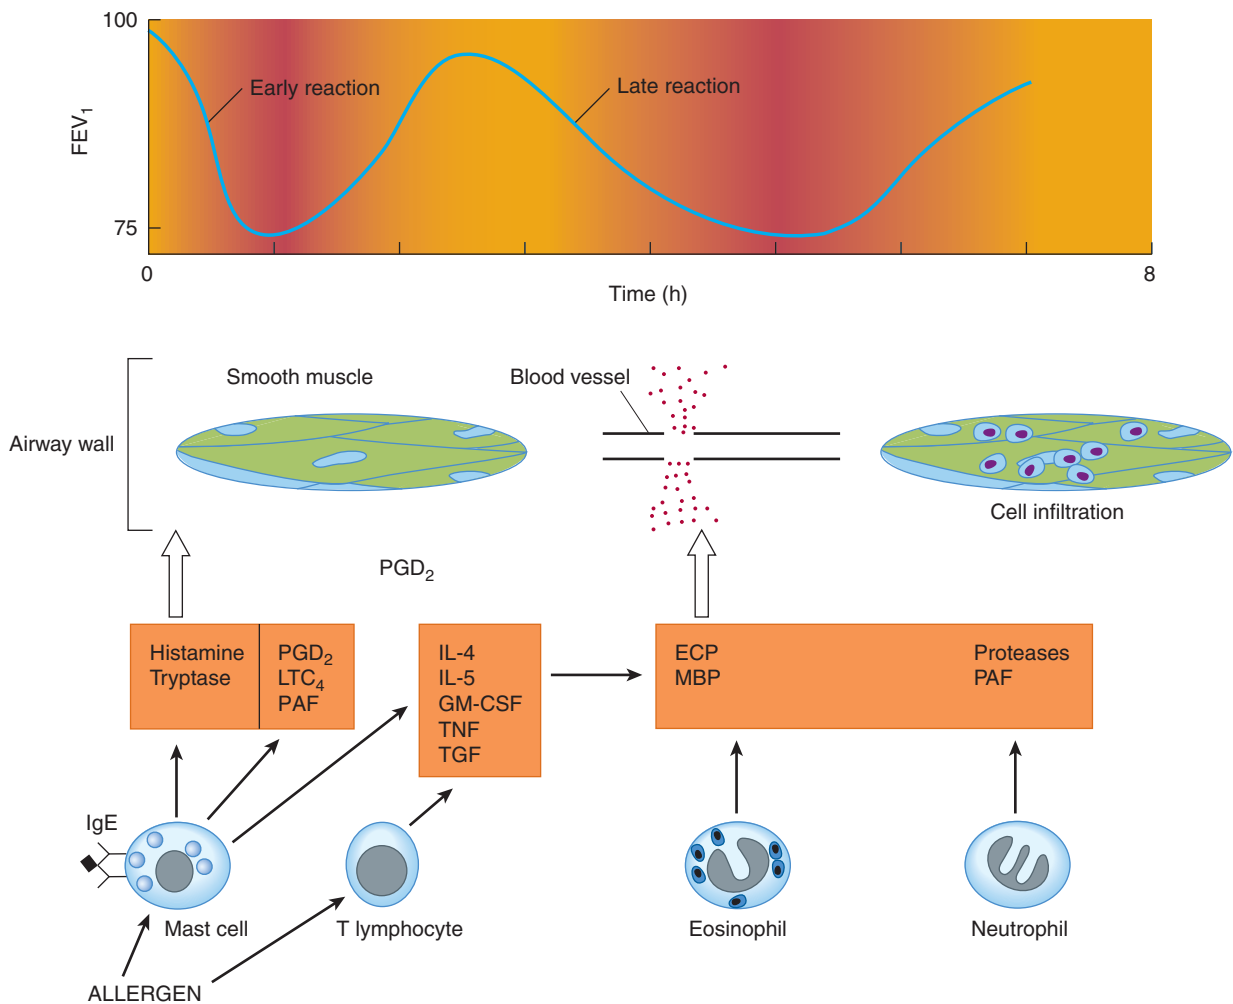 100
Early reaction
Late reaction
FEV₁
75
0
8
Time (h)
Smooth muscle
Blood vessel
Airway wall
Cell infiltration
PGD₂
Histamine
Tryptase
PGD₂
LTC₄
PAF
IL-4
IL-5
GM-CSF
TNF
TGF
ECP
MBP
Proteases
PAF
IgE
Mast cell
T lymphocyte
Eosinophil
Neutrophil
ALLERGEN